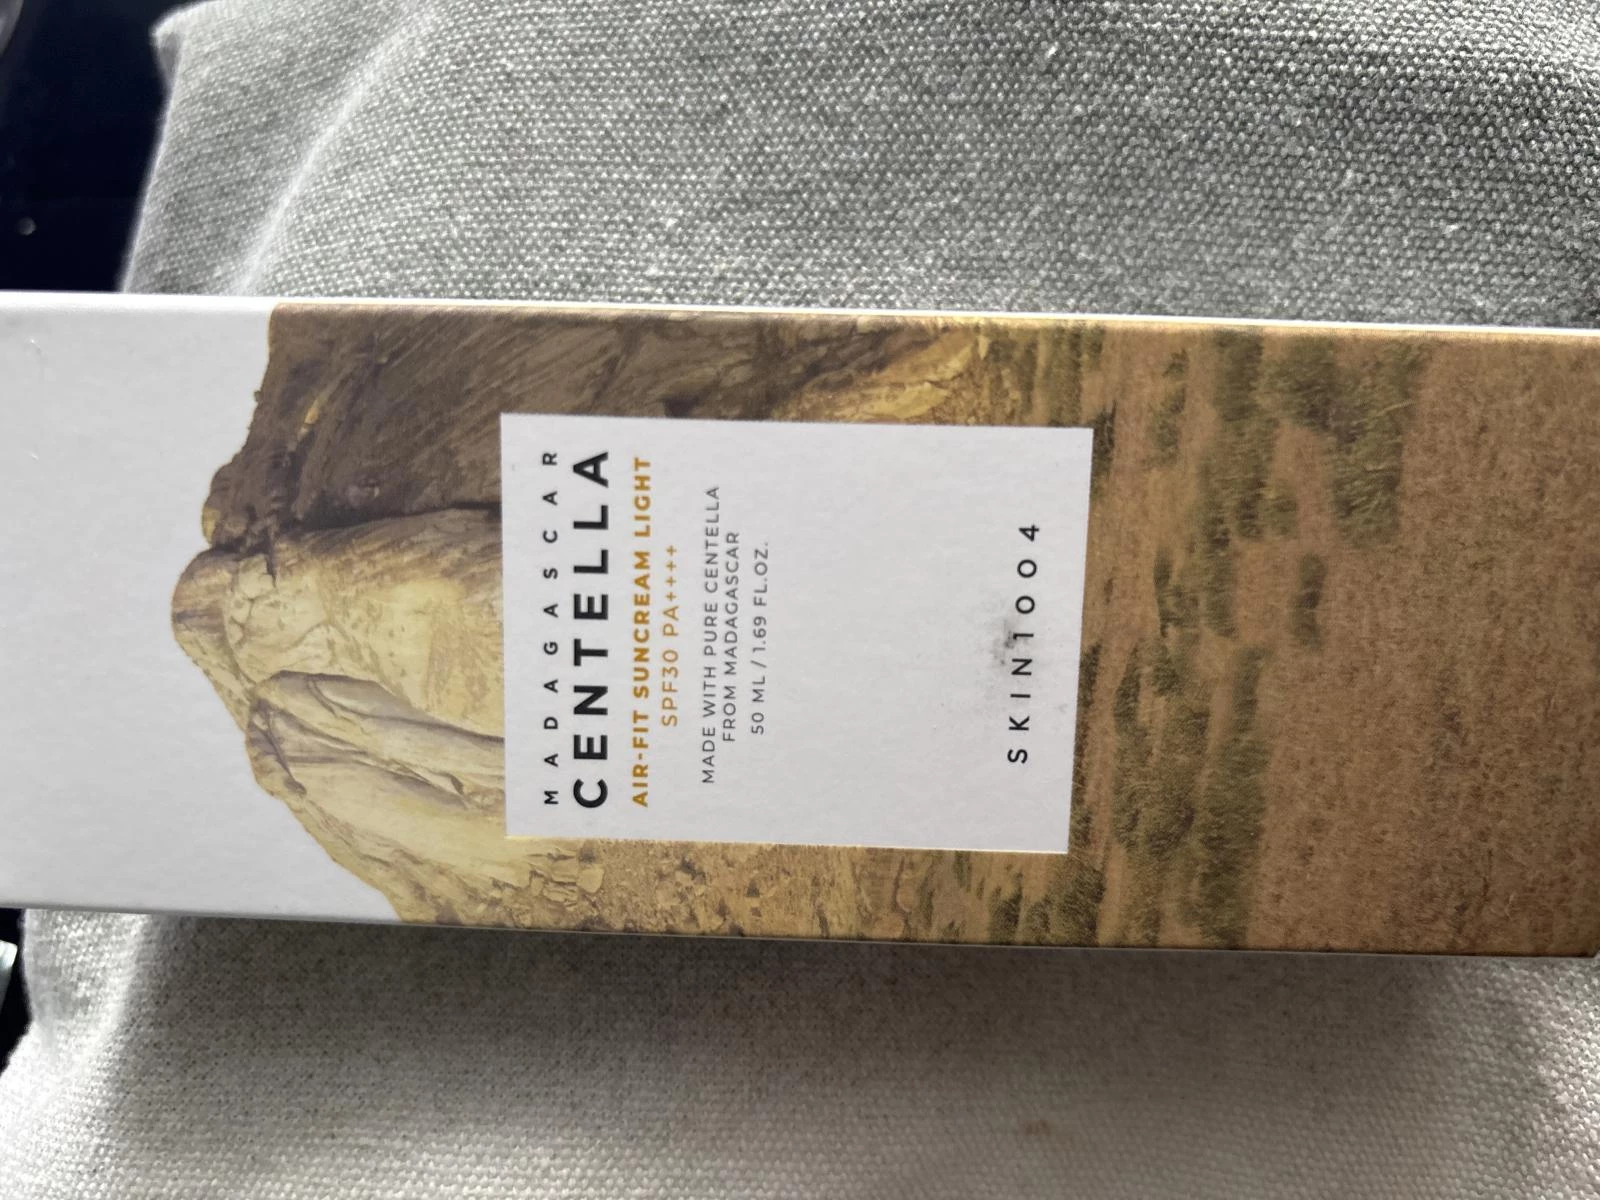 MADAGASCAR
CENTELLA
AIR-FIT SUNCREAM LIGHT
SPF30 PA++++
MADE WITH PURE CENTELLA
FROM MADAGASCAR
50 ML / 1.69 FL.OZ.
SKIN1004